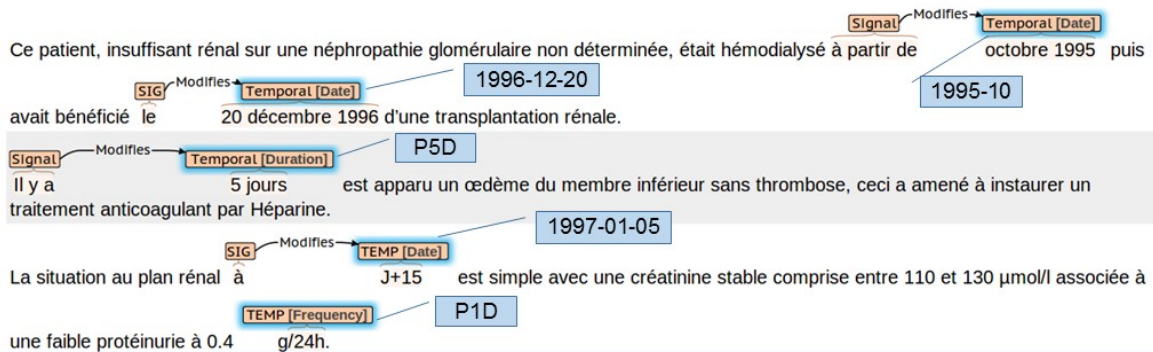 Signal Modifies Temporal [Date]
Ce patient, insuffisant rénal sur une néphropathie glomérulaire non déterminée, était hémodialysé à partir de octobre 1995 puis
SIG Modifies Temporal [Date] 1996-12-20 1995-10
avait bénéficié le 20 décembre 1996 d'une transplantation rénale.
Signal Modifies Temporal [Duration] P5D
Il y a 5 jours est apparu un œdème du membre inférieur sans thrombose, ceci a amené à instaurer un
traitement anticoagulant par Héparine.
SIG Modifies TEMP [Date] 1997-01-05
La situation au plan rénal à J+15 est simple avec une créatinine stable comprise entre 110 et 130 µmol/l associée à
TEMP [Frequency] P1D
une faible protéinurie à 0.4 g/24h.